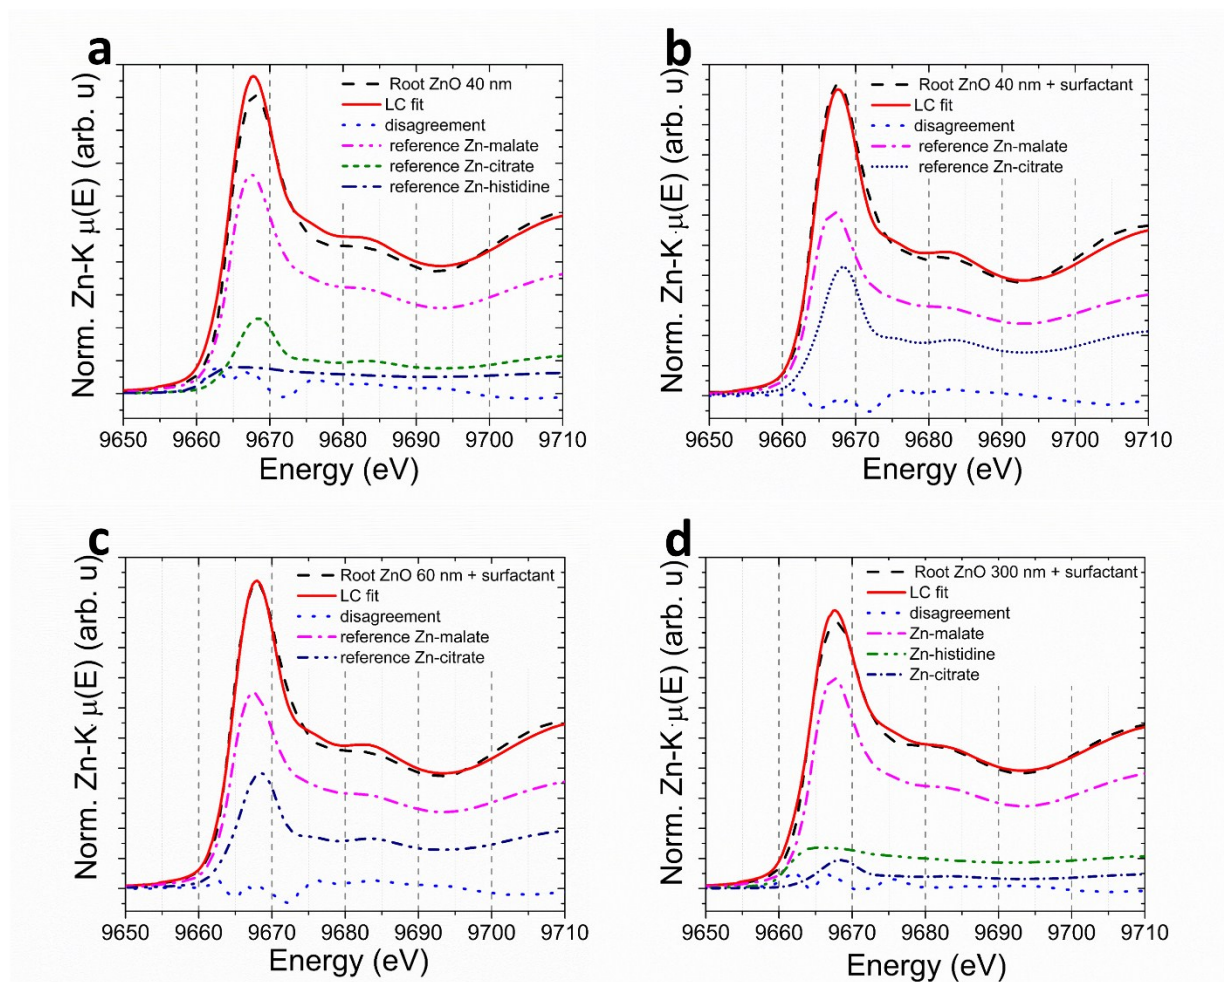 a
Norm. Zn-K μ(E) (arb. u)
Root ZnO 40 nm
LC fit
disagreement
reference Zn-malate
reference Zn-citrate
reference Zn-histidine
9650 9660 9670 9680 9690 9700 9710
Energy (eV)
b
Norm. Zn-K μ(E) (arb. u)
Root ZnO 40 nm + surfactant
LC fit
disagreement
reference Zn-malate
reference Zn-citrate
9650 9660 9670 9680 9690 9700 9710
Energy (eV)
c
Norm. Zn-K μ(E) (arb. u)
Root ZnO 60 nm + surfactant
LC fit
disagreement
reference Zn-malate
reference Zn-citrate
9650 9660 9670 9680 9690 9700 9710
Energy (eV)
d
Norm. Zn-K μ(E) (arb. u)
Root ZnO 300 nm + surfactant
LC fit
disagreement
Zn-malate
Zn-histidine
Zn-citrate
9650 9660 9670 9680 9690 9700 9710
Energy (eV)